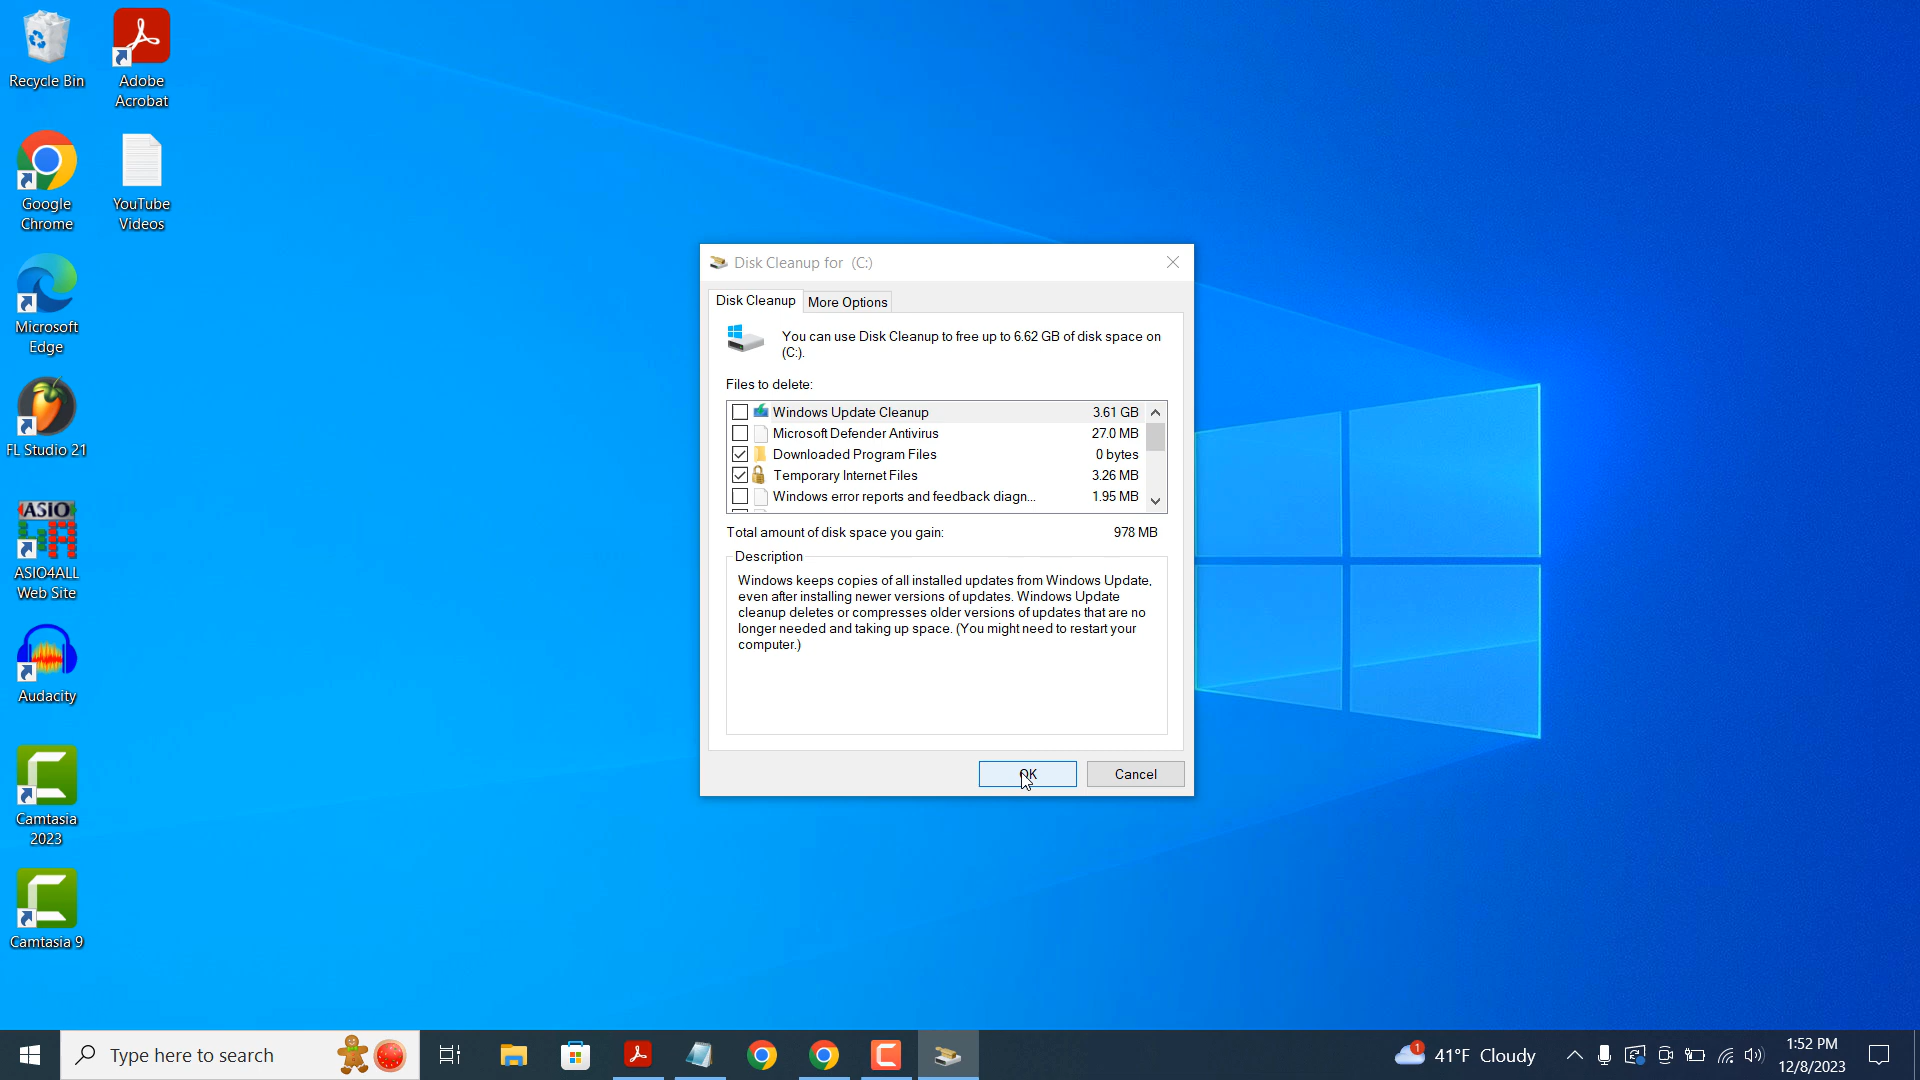 Recycle Bin
Adobe
Acrobat
Google
Chrome
YouTube
Videos
Microsoft
Edge
FL Studio 21
ASIO
ASIO4ALL
Web Site
Audacity
Camtasia
2023
Camtasia 9
Disk Cleanup for (C:)
Disk Cleanup
More Options
You can use Disk Cleanup to free up to 6.62 GB of disk space on
(C:).
Files to delete:
Windows Update Cleanup 3.61 GB
Microsoft Defender Antivirus 27.0 MB
Downloaded Program Files 0 bytes
Temporary Internet Files 3.26 MB
Windows error reports and feedback diagn... 1.95 MB
Total amount of disk space you gain: 978 MB
Description
Windows keeps copies of all installed updates from Windows Update,
even after installing newer versions of updates. Windows Update
cleanup deletes or compresses older versions of updates that are no
longer needed and taking up space. (You might need to restart your
computer.)
OK
Cancel
Type here to search
1
41°F Cloudy
1:52 PM
12/8/2023